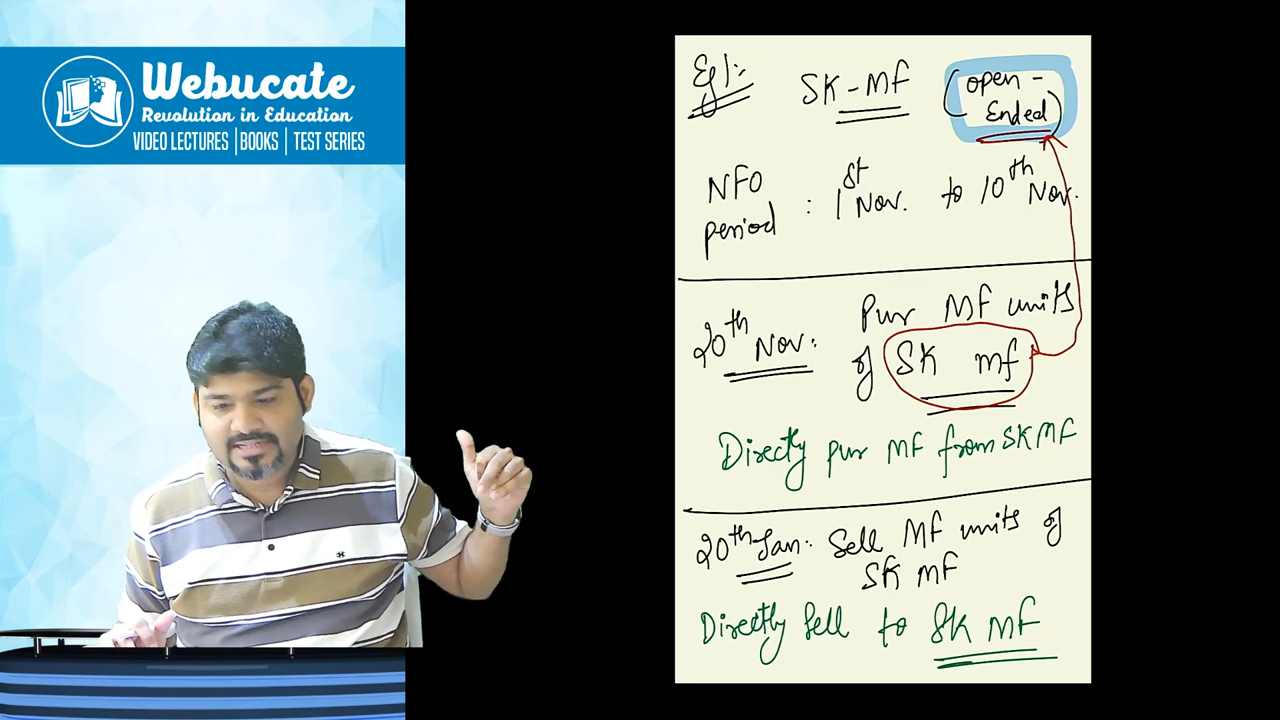 Webucate
Revolution in Education
VIDEO LECTURES | BOOKS | TEST SERIES
Eg1:
SK-MF (open-
Ended)
NFO
period : 1st Nov. to 10th Nov.
20th Nov: Pur MF units
of SK MF
Directly pur MF from SKMF
20th Jan: Sell MF units of
SK MF
Directly Sell to SK MF